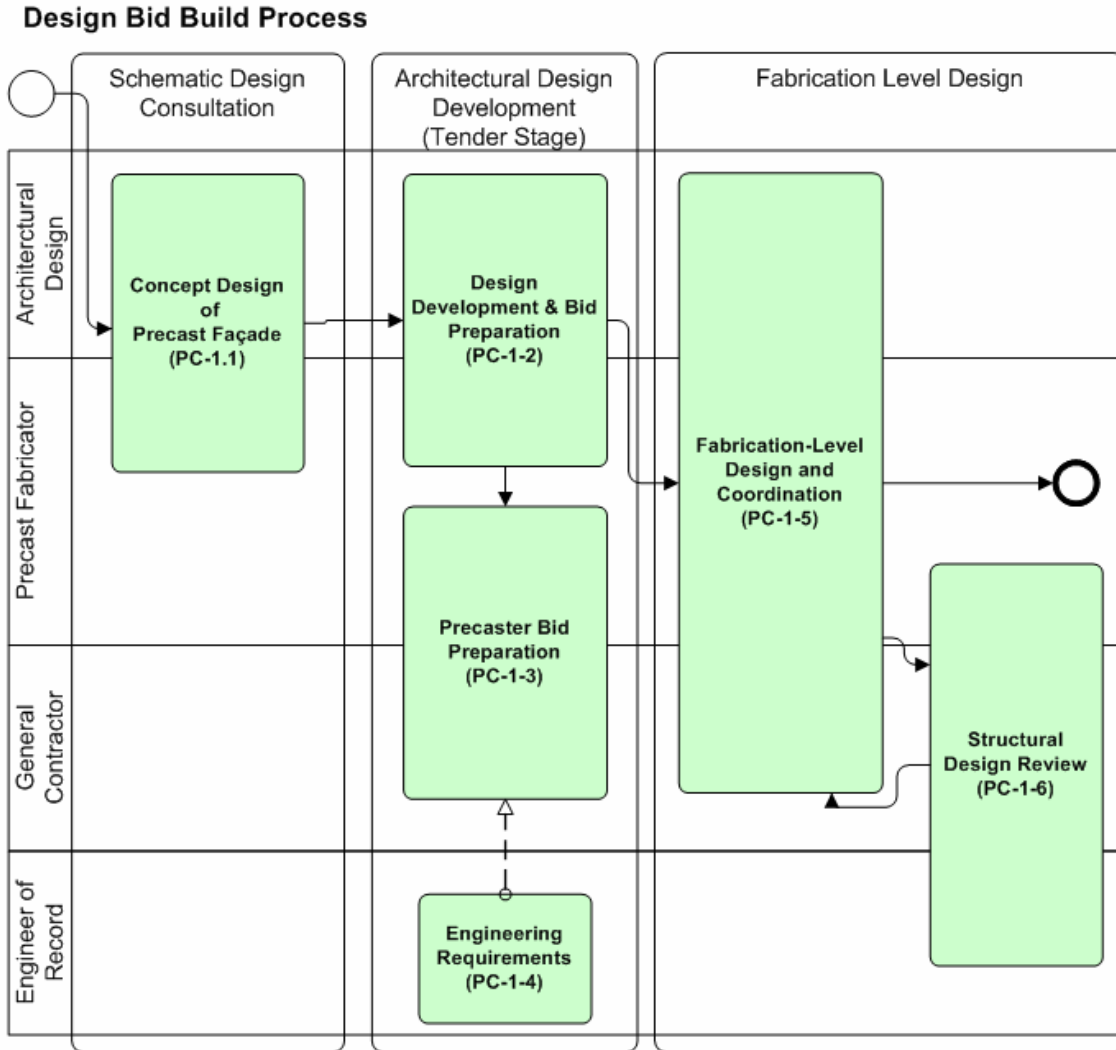 Design Bid Build Process
Schematic Design
Consultation
Architectural Design
Development
(Tender Stage)
Fabrication Level Design
Architerctural
Design
Concept Design
of
Precast Façade
(PC-1.1)
Design
Development & Bid
Preparation
(PC-1-2)
Precast Fabricator
Fabrication-Level
Design and
Coordination
(PC-1-5)
Precaster Bid
Preparation
(PC-1-3)
General
Contractor
Structural
Design Review
(PC-1-6)
Engineer of
Record
Engineering
Requirements
(PC-1-4)